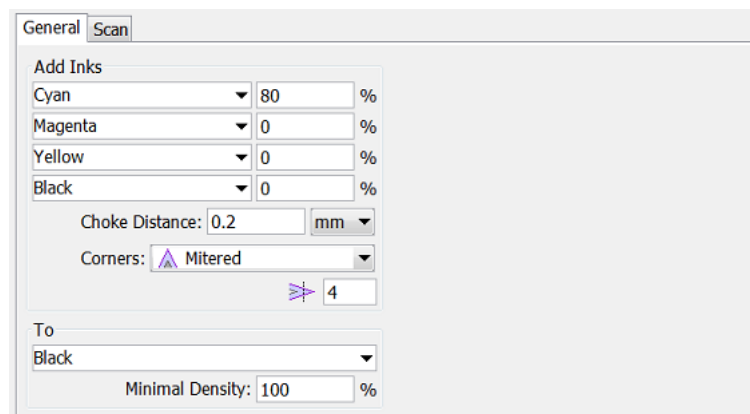 General Scan
Add Inks
Cyan 80 %
Magenta 0 %
Yellow 0 %
Black 0 %
Choke Distance: 0.2 mm
Corners: Mitered
4
To
Black
Minimal Density: 100 %